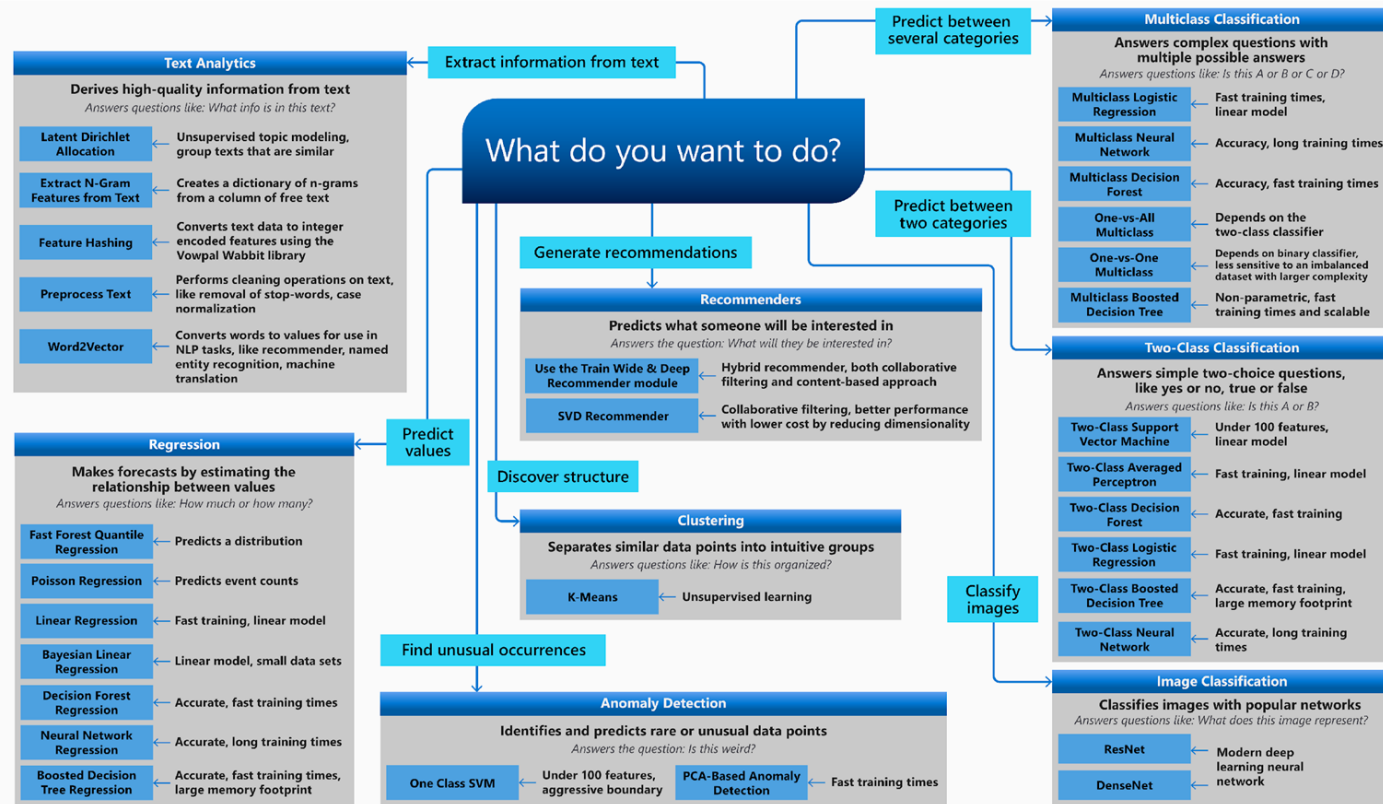 What do you want to do?
Extract information from text
Text Analytics
Derives high-quality information from text
Answers questions like: What info is in this text?
Latent Dirichlet
Allocation
Unsupervised topic modeling,
group texts that are similar
Extract N-Gram
Features from Text
Creates a dictionary of n-grams
from a column of free text
Feature Hashing
Converts text data to integer
encoded features using the
Vowpal Wabbit library
Preprocess Text
Performs cleaning operations on text,
like removal of stop-words, case
normalization
Word2Vector
Converts words to values for use in
NLP tasks, like recommender, named
entity recognition, machine
translation
Predict
values
Regression
Makes forecasts by estimating the
relationship between values
Answers questions like: How much or how many?
Fast Forest Quantile
Regression
Predicts a distribution
Poisson Regression
Predicts event counts
Linear Regression
Fast training, linear model
Bayesian Linear
Regression
Linear model, small data sets
Decision Forest
Regression
Accurate, fast training times
Neural Network
Regression
Accurate, long training times
Boosted Decision
Tree Regression
Accurate, fast training times,
large memory footprint
Generate recommendations
Recommenders
Predicts what someone will be interested in
Answers the question: What will they be interested in?
Use the Train Wide & Deep
Recommender module
Hybrid recommender, both collaborative
filtering and content-based approach
SVD Recommender
Collaborative filtering, better performance
with lower cost by reducing dimensionality
Discover structure
Clustering
Separates similar data points into intuitive groups
Answers questions like: How is this organized?
K-Means
Unsupervised learning
Find unusual occurrences
Anomaly Detection
Identifies and predicts rare or unusual data points
Answers the question: Is this weird?
One Class SVM
Under 100 features,
aggressive boundary
PCA-Based Anomaly
Detection
Fast training times
Predict between
several categories
Multiclass Classification
Answers complex questions with
multiple possible answers
Answers questions like: Is this A or B or C or D?
Multiclass Logistic
Regression
Fast training times,
linear model
Multiclass Neural
Network
Accuracy, long training times
Multiclass Decision
Forest
Accuracy, fast training times
One-vs-All
Multiclass
Depends on the
two-class classifier
One-vs-One
Multiclass
Depends on binary classifier,
less sensitive to an imbalanced
dataset with larger complexity
Multiclass Boosted
Decision Tree
Non-parametric, fast
training times and scalable
Predict between
two categories
Two-Class Classification
Answers simple two-choice questions,
like yes or no, true or false
Answers questions like: Is this A or B?
Two-Class Support
Vector Machine
Under 100 features,
linear model
Two-Class Averaged
Perceptron
Fast training, linear model
Two-Class Decision
Forest
Accurate, fast training
Two-Class Logistic
Regression
Fast training, linear model
Two-Class Boosted
Decision Tree
Accurate, fast training,
large memory footprint
Two-Class Neural
Network
Accurate, long training
times
Classify
images
Image Classification
Classifies images with popular networks
Answers questions like: What does this image represent?
ResNet
DenseNet
Modern deep
learning neural
network